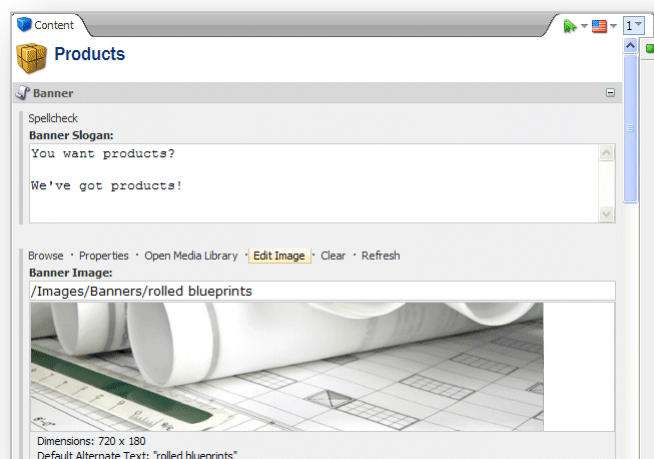 Content
1
Products
Banner
Spellcheck
Banner Slogan:
You want products?
We've got products!
Browse · Properties · Open Media Library · Edit Image · Clear · Refresh
Banner Image:
/Images/Banners/rolled blueprints
Dimensions: 720 x 180
Default Alternate Text: "rolled blueprints"